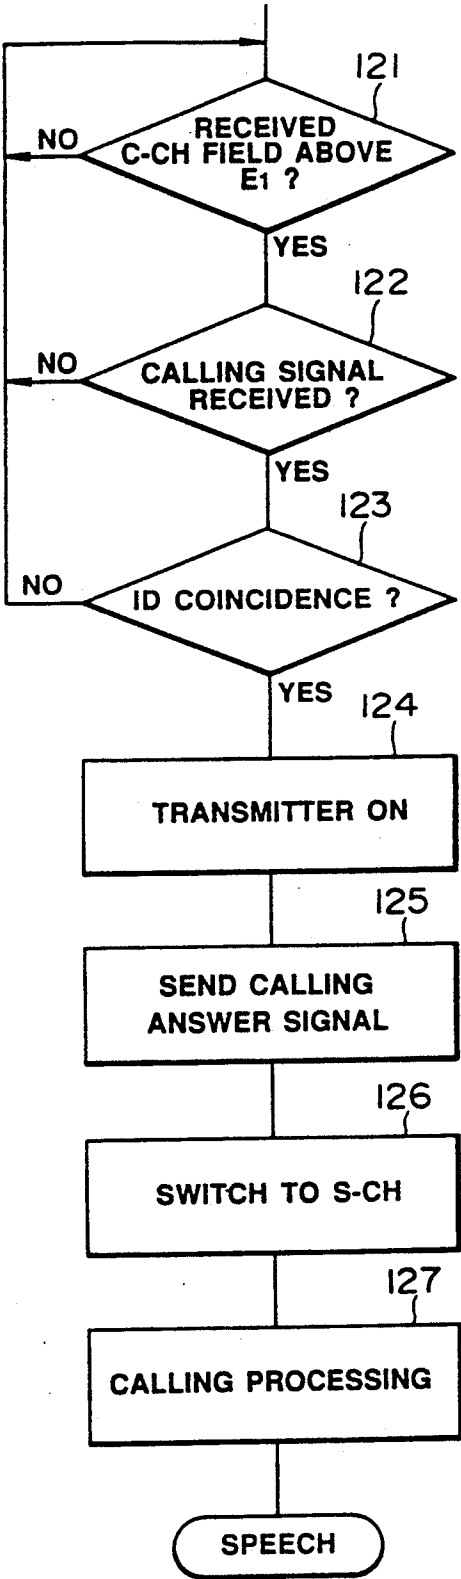 121
RECEIVED
C-CH FIELD ABOVE
E1 ?
NO
YES
122
CALLING SIGNAL
RECEIVED ?
NO
YES
123
ID COINCIDENCE ?
NO
YES
124
TRANSMITTER ON
125
SEND CALLING
ANSWER SIGNAL
126
SWITCH TO S-CH
127
CALLING PROCESSING
SPEECH